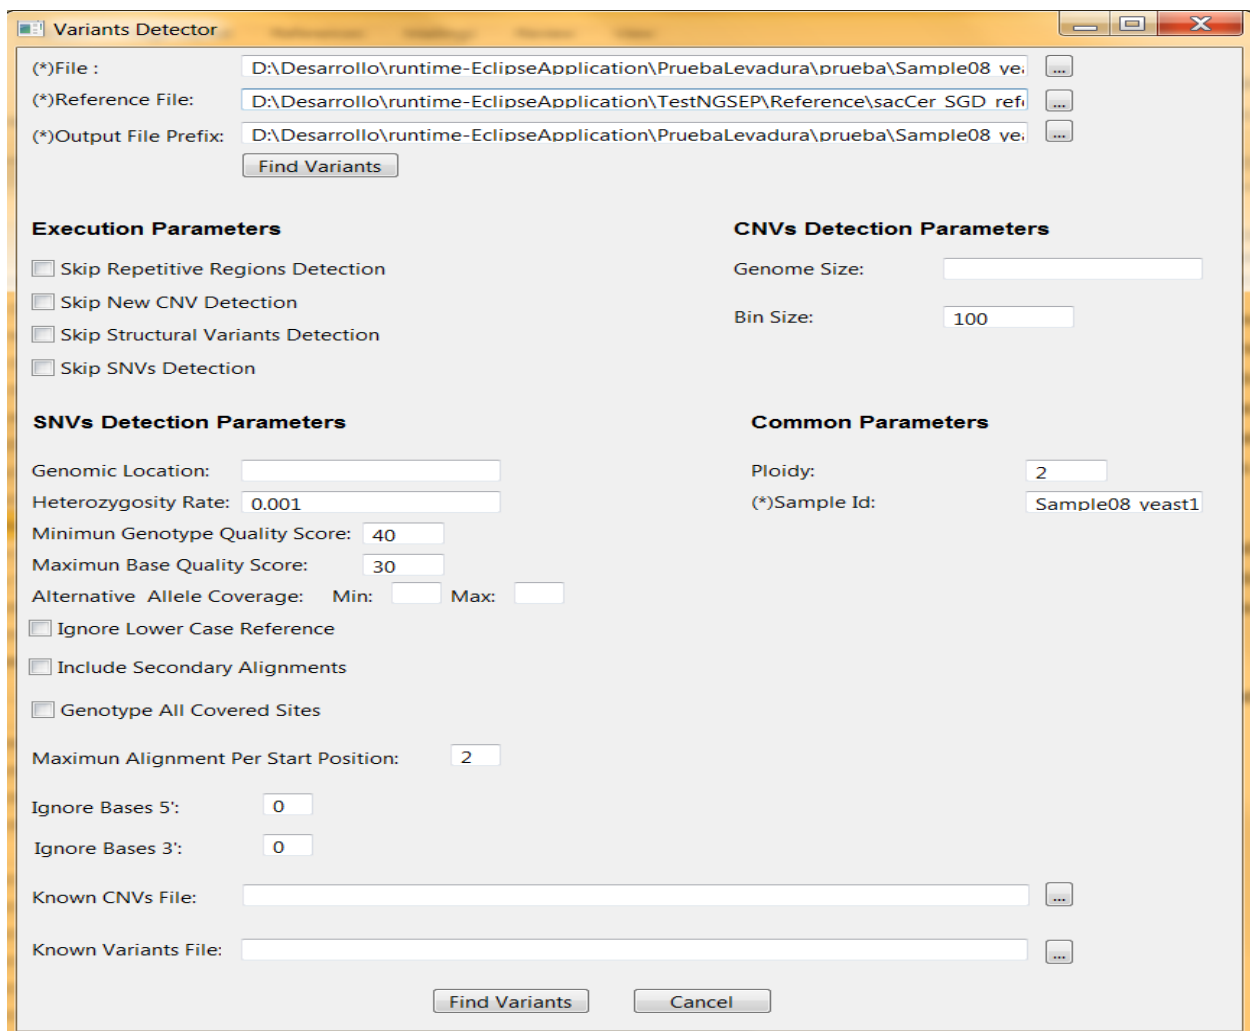 Variants Detector
(*)File : D:\Desarrollo\runtime-EclipseApplication\PruebaLevadura\prueba\Sample08_yea ...
(*)Reference File: D:\Desarrollo\runtime-EclipseApplication\TestNGSEP\Reference\sacCer_SGD_refe ...
(*)Output File Prefix: D:\Desarrollo\runtime-EclipseApplication\PruebaLevadura\prueba\Sample08_yea ...
Find Variants
Execution Parameters CNVs Detection Parameters
Skip Repetitive Regions Detection Genome Size:
Skip New CNV Detection Bin Size: 100
Skip Structural Variants Detection
Skip SNVs Detection
SNVs Detection Parameters Common Parameters
Genomic Location: Ploidy: 2
Heterozygosity Rate: 0.001 (*)Sample Id: Sample08_yeast1
Minimun Genotype Quality Score: 40
Maximun Base Quality Score: 30
Alternative Allele Coverage: Min: Max:
Ignore Lower Case Reference
Include Secondary Alignments
Genotype All Covered Sites
Maximun Alignment Per Start Position: 2
Ignore Bases 5': 0
Ignore Bases 3': 0
Known CNVs File: ...
Known Variants File: ...
Find Variants Cancel